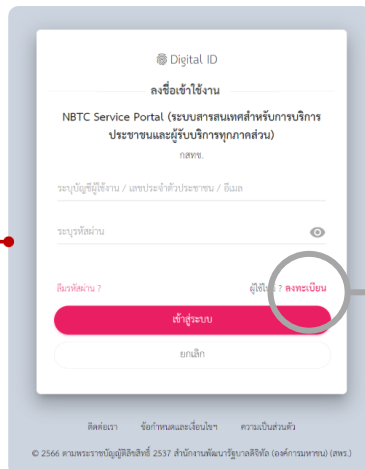 Digital ID
ลงชื่อเข้าใช้งาน
NBTC Service Portal (ระบบสารสนเทศสำหรับการบริการ
ประชาชนและผู้รับบริการทุกภาคส่วน)
กสทช.
ระบุบัญชีผู้ใช้งาน / เลขประจำตัวประชาชน / อีเมล
ระบุรหัสผ่าน
ลืมรหัสผ่าน ? ? ลงทะเบียน
เข้าสู่ระบบ
ยกเลิก
ติดต่อเรา ข้อกำหนดและเงื่อนไขฯ ความเป็นส่วนตัว
© 2566 ตามพระราชบัญญัติลิขสิทธิ์ 2537 สำนักงานพัฒนารัฐบาลดิจิทัล (องค์การมหาชน) (สพร.)